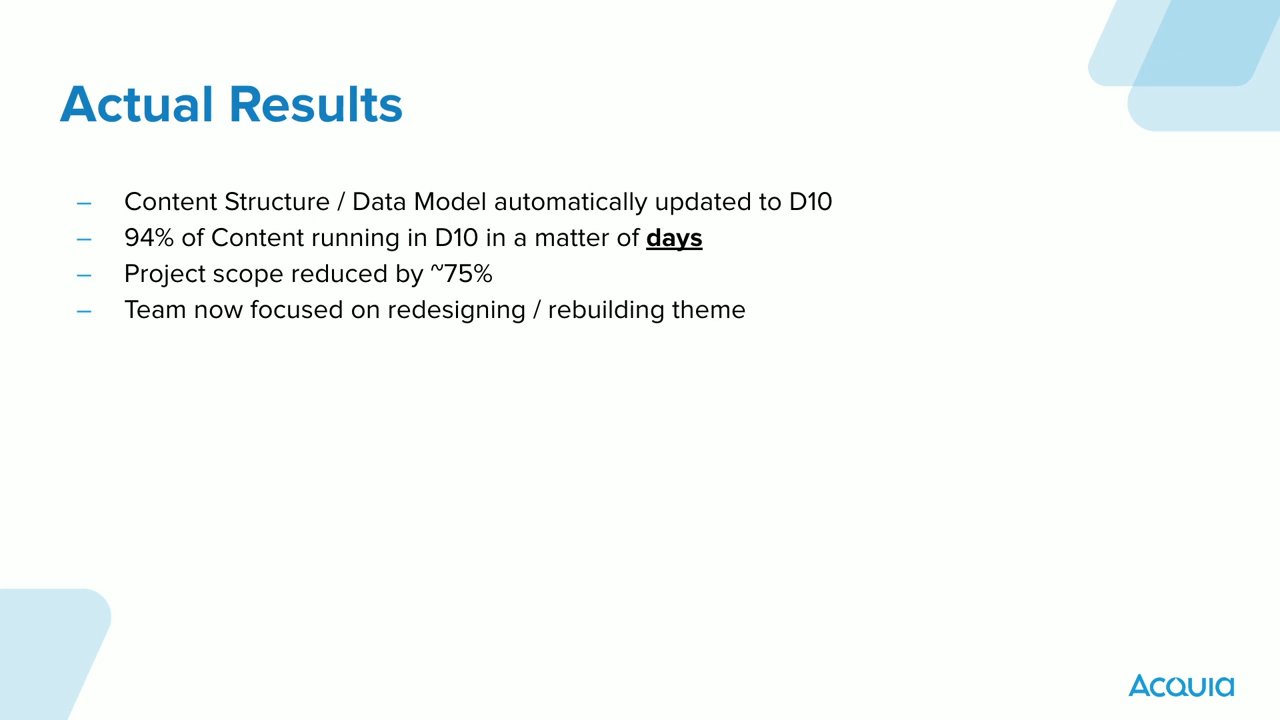 Actual Results
– Content Structure / Data Model automatically updated to D10
– 94% of Content running in D10 in a matter of days
– Project scope reduced by ~75%
– Team now focused on redesigning / rebuilding theme
Acquia